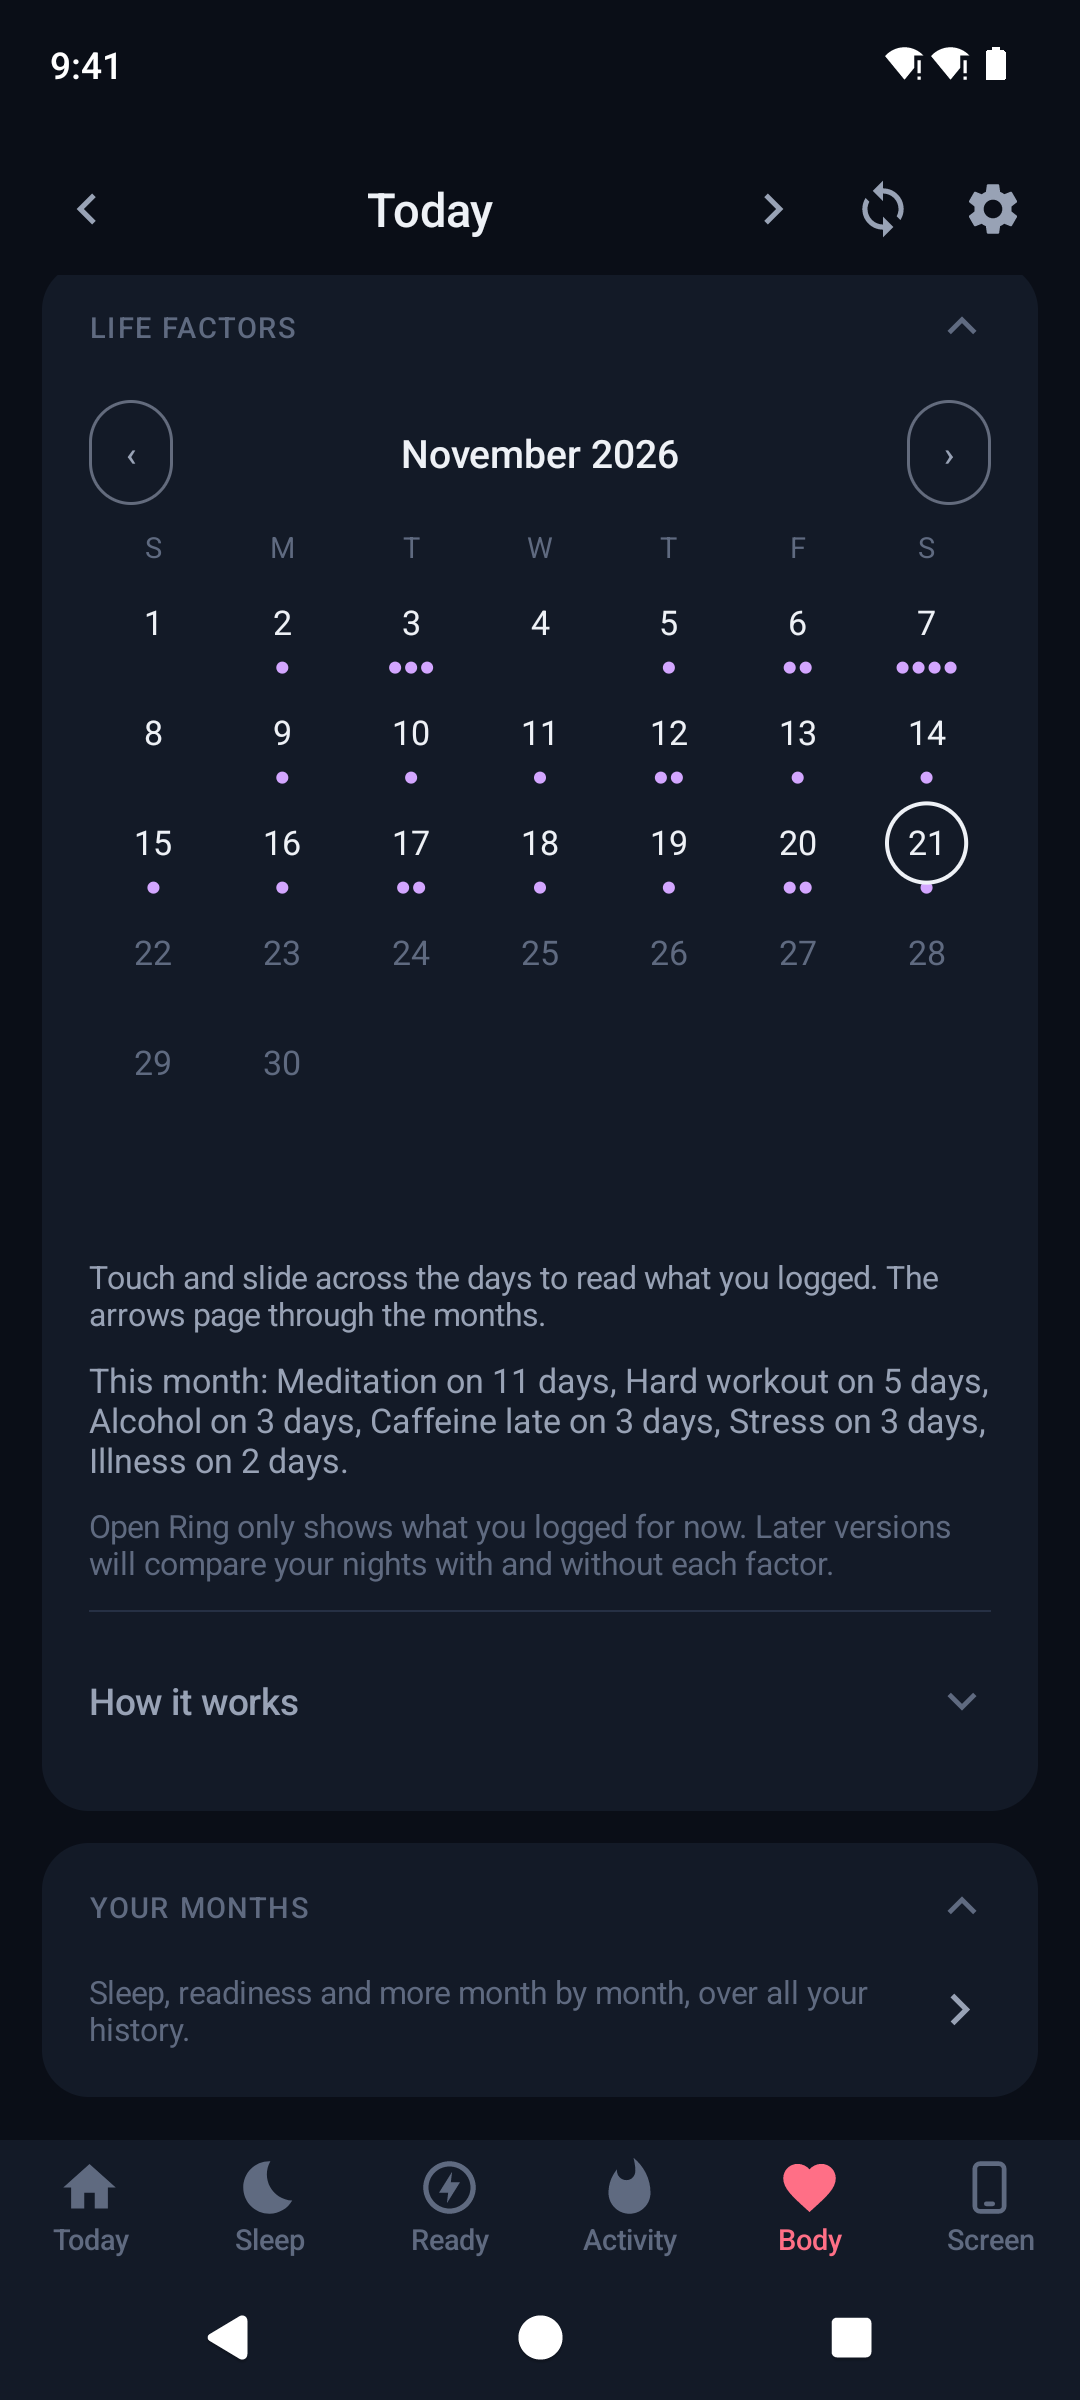 9:41
Today
LIFE FACTORS
‹ November 2026 ›
S M T W T F S
1 2 3 4 5 6 7
8 9 10 11 12 13 14
15 16 17 18 19 20 21
22 23 24 25 26 27 28
29 30
Touch and slide across the days to read what you logged. The
arrows page through the months.
This month: Meditation on 11 days, Hard workout on 5 days,
Alcohol on 3 days, Caffeine late on 3 days, Stress on 3 days,
Illness on 2 days.
Open Ring only shows what you logged for now. Later versions
will compare your nights with and without each factor.
How it works
YOUR MONTHS
Sleep, readiness and more month by month, over all your
history.
Today Sleep Ready Activity Body Screen